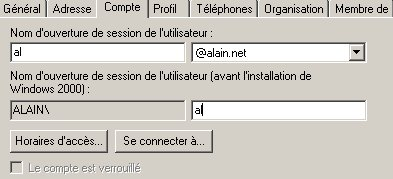 Général Adresse Compte Profil Téléphones Organisation Membre de
Nom d'ouverture de session de l'utilisateur :
al @alain.net
Nom d'ouverture de session de l'utilisateur (avant l'installation de
Windows 2000) :
ALAIN\ al
Horaires d'accès... Se connecter à...
Le compte est verrouillé